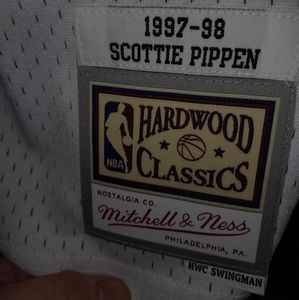 1997-98
SCOTTIE PIPPEN
HARDWOOD
NBA
CLASSICS
NOSTALGIA CO.
Mitchell & Ness
PHILADELPHIA, PA.
HWC SWINGMAN